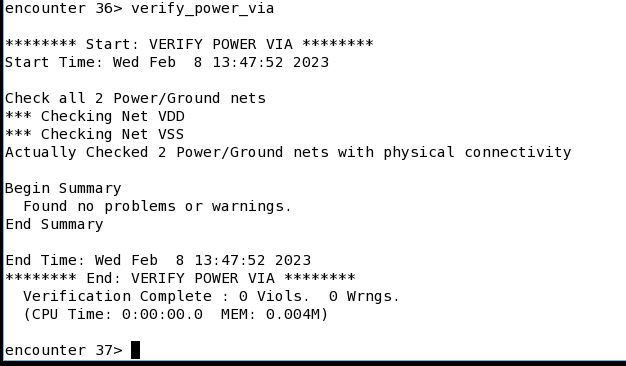 encounter 36> verify_power_via
******** Start: VERIFY POWER VIA ********
Start Time: Wed Feb  8 13:47:52 2023
Check all 2 Power/Ground nets
*** Checking Net VDD
*** Checking Net VSS
Actually Checked 2 Power/Ground nets with physical connectivity
Begin Summary
  Found no problems or warnings.
End Summary
End Time: Wed Feb  8 13:47:52 2023
******** End: VERIFY POWER VIA ********
  Verification Complete : 0 Viols.  0 Wrngs.
  (CPU Time: 0:00:00.0  MEM: 0.004M)
encounter 37>